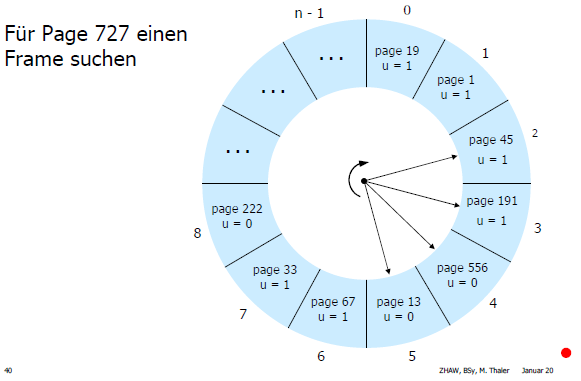 Für Page 727 einen
Frame suchen
n - 1
0
page 19
u = 1
1
page 1
u = 1
2
page 45
u = 1
3
page 191
u = 1
4
page 556
u = 0
5
page 13
u = 0
6
page 67
u = 1
7
page 33
u = 1
8
page 222
u = 0
...
...
...
40
ZHAW, BSy, M. Thaler Januar 20